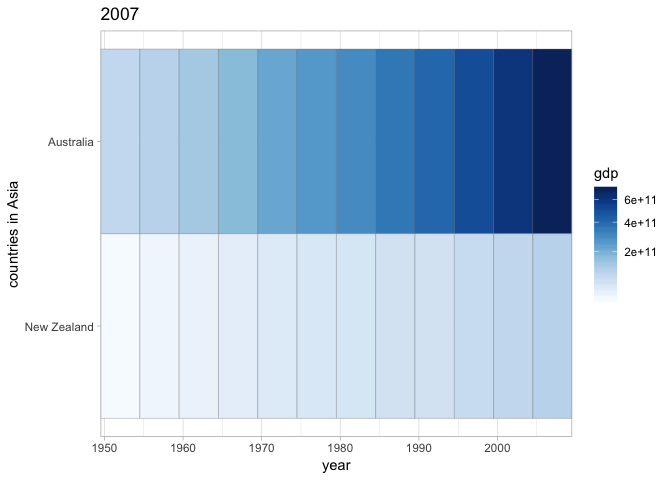 2007
countries in Asia
Australia
New Zealand
1950 1960 1970 1980 1990 2000
year
gdp
6e+11
4e+11
2e+11